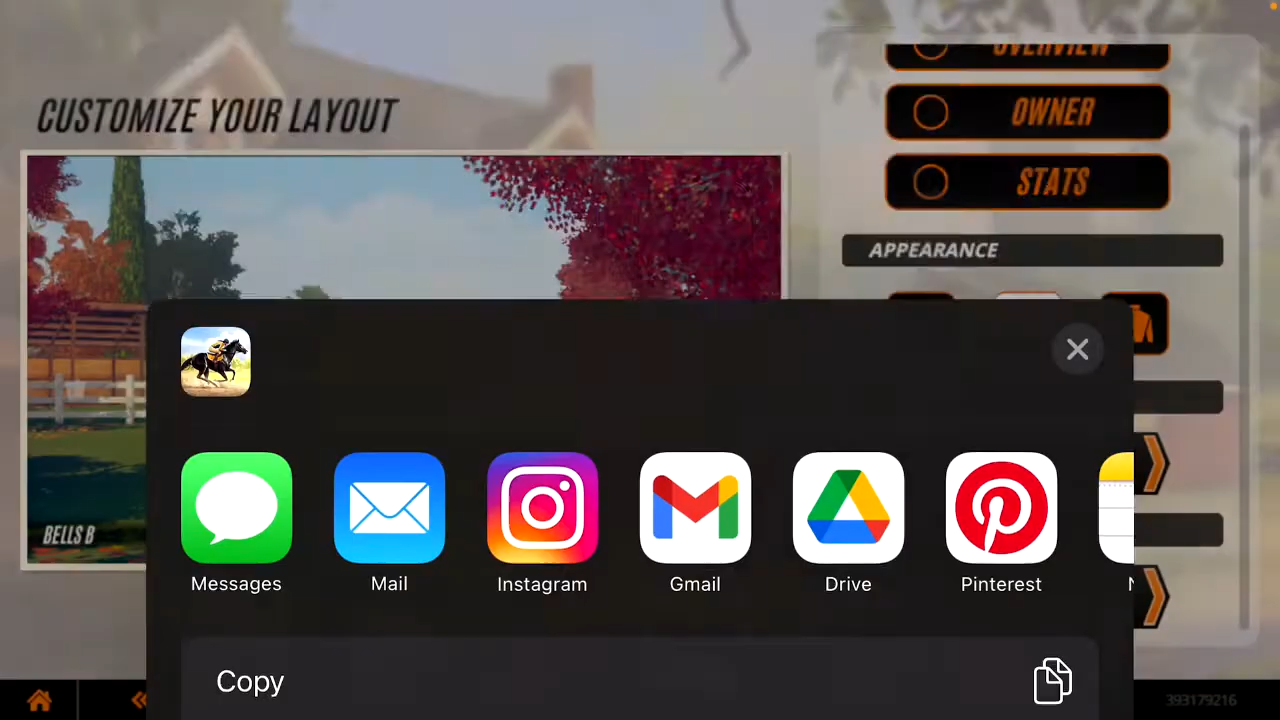 OVERVIEW
CUSTOMIZE YOUR LAYOUT
OWNER
STATS
APPEARANCE
BELLS B
Messages
Mail
Instagram
Gmail
Drive
Pinterest
N
Copy
393179216